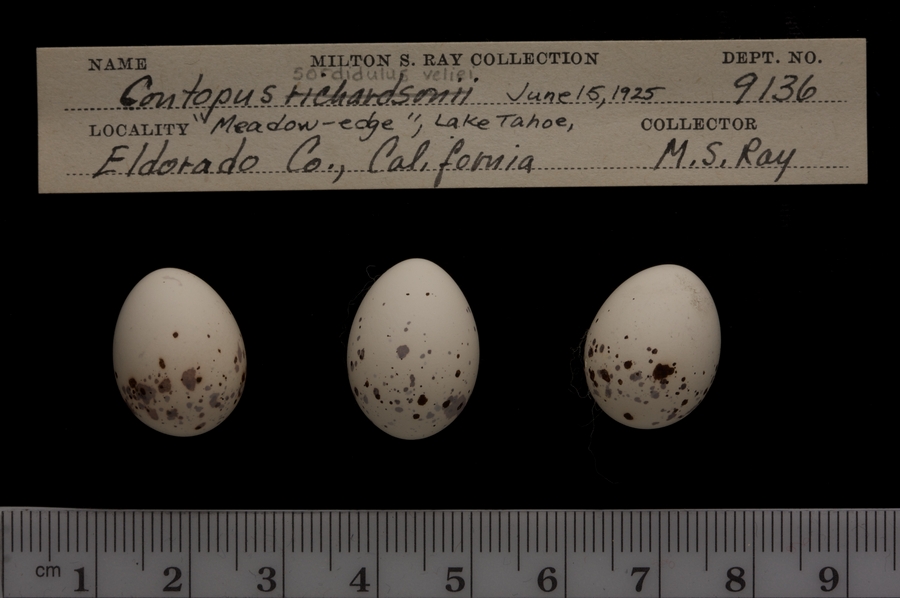 NAME MILTON S. RAY COLLECTION DEPT. NO.
sordidulus veliei
Contopus richardsonii June 15, 1925 9136
LOCALITY "Meadow-edge", Lake Tahoe, COLLECTOR
Eldorado Co., California M. S. Ray
cm 1 2 3 4 5 6 7 8 9